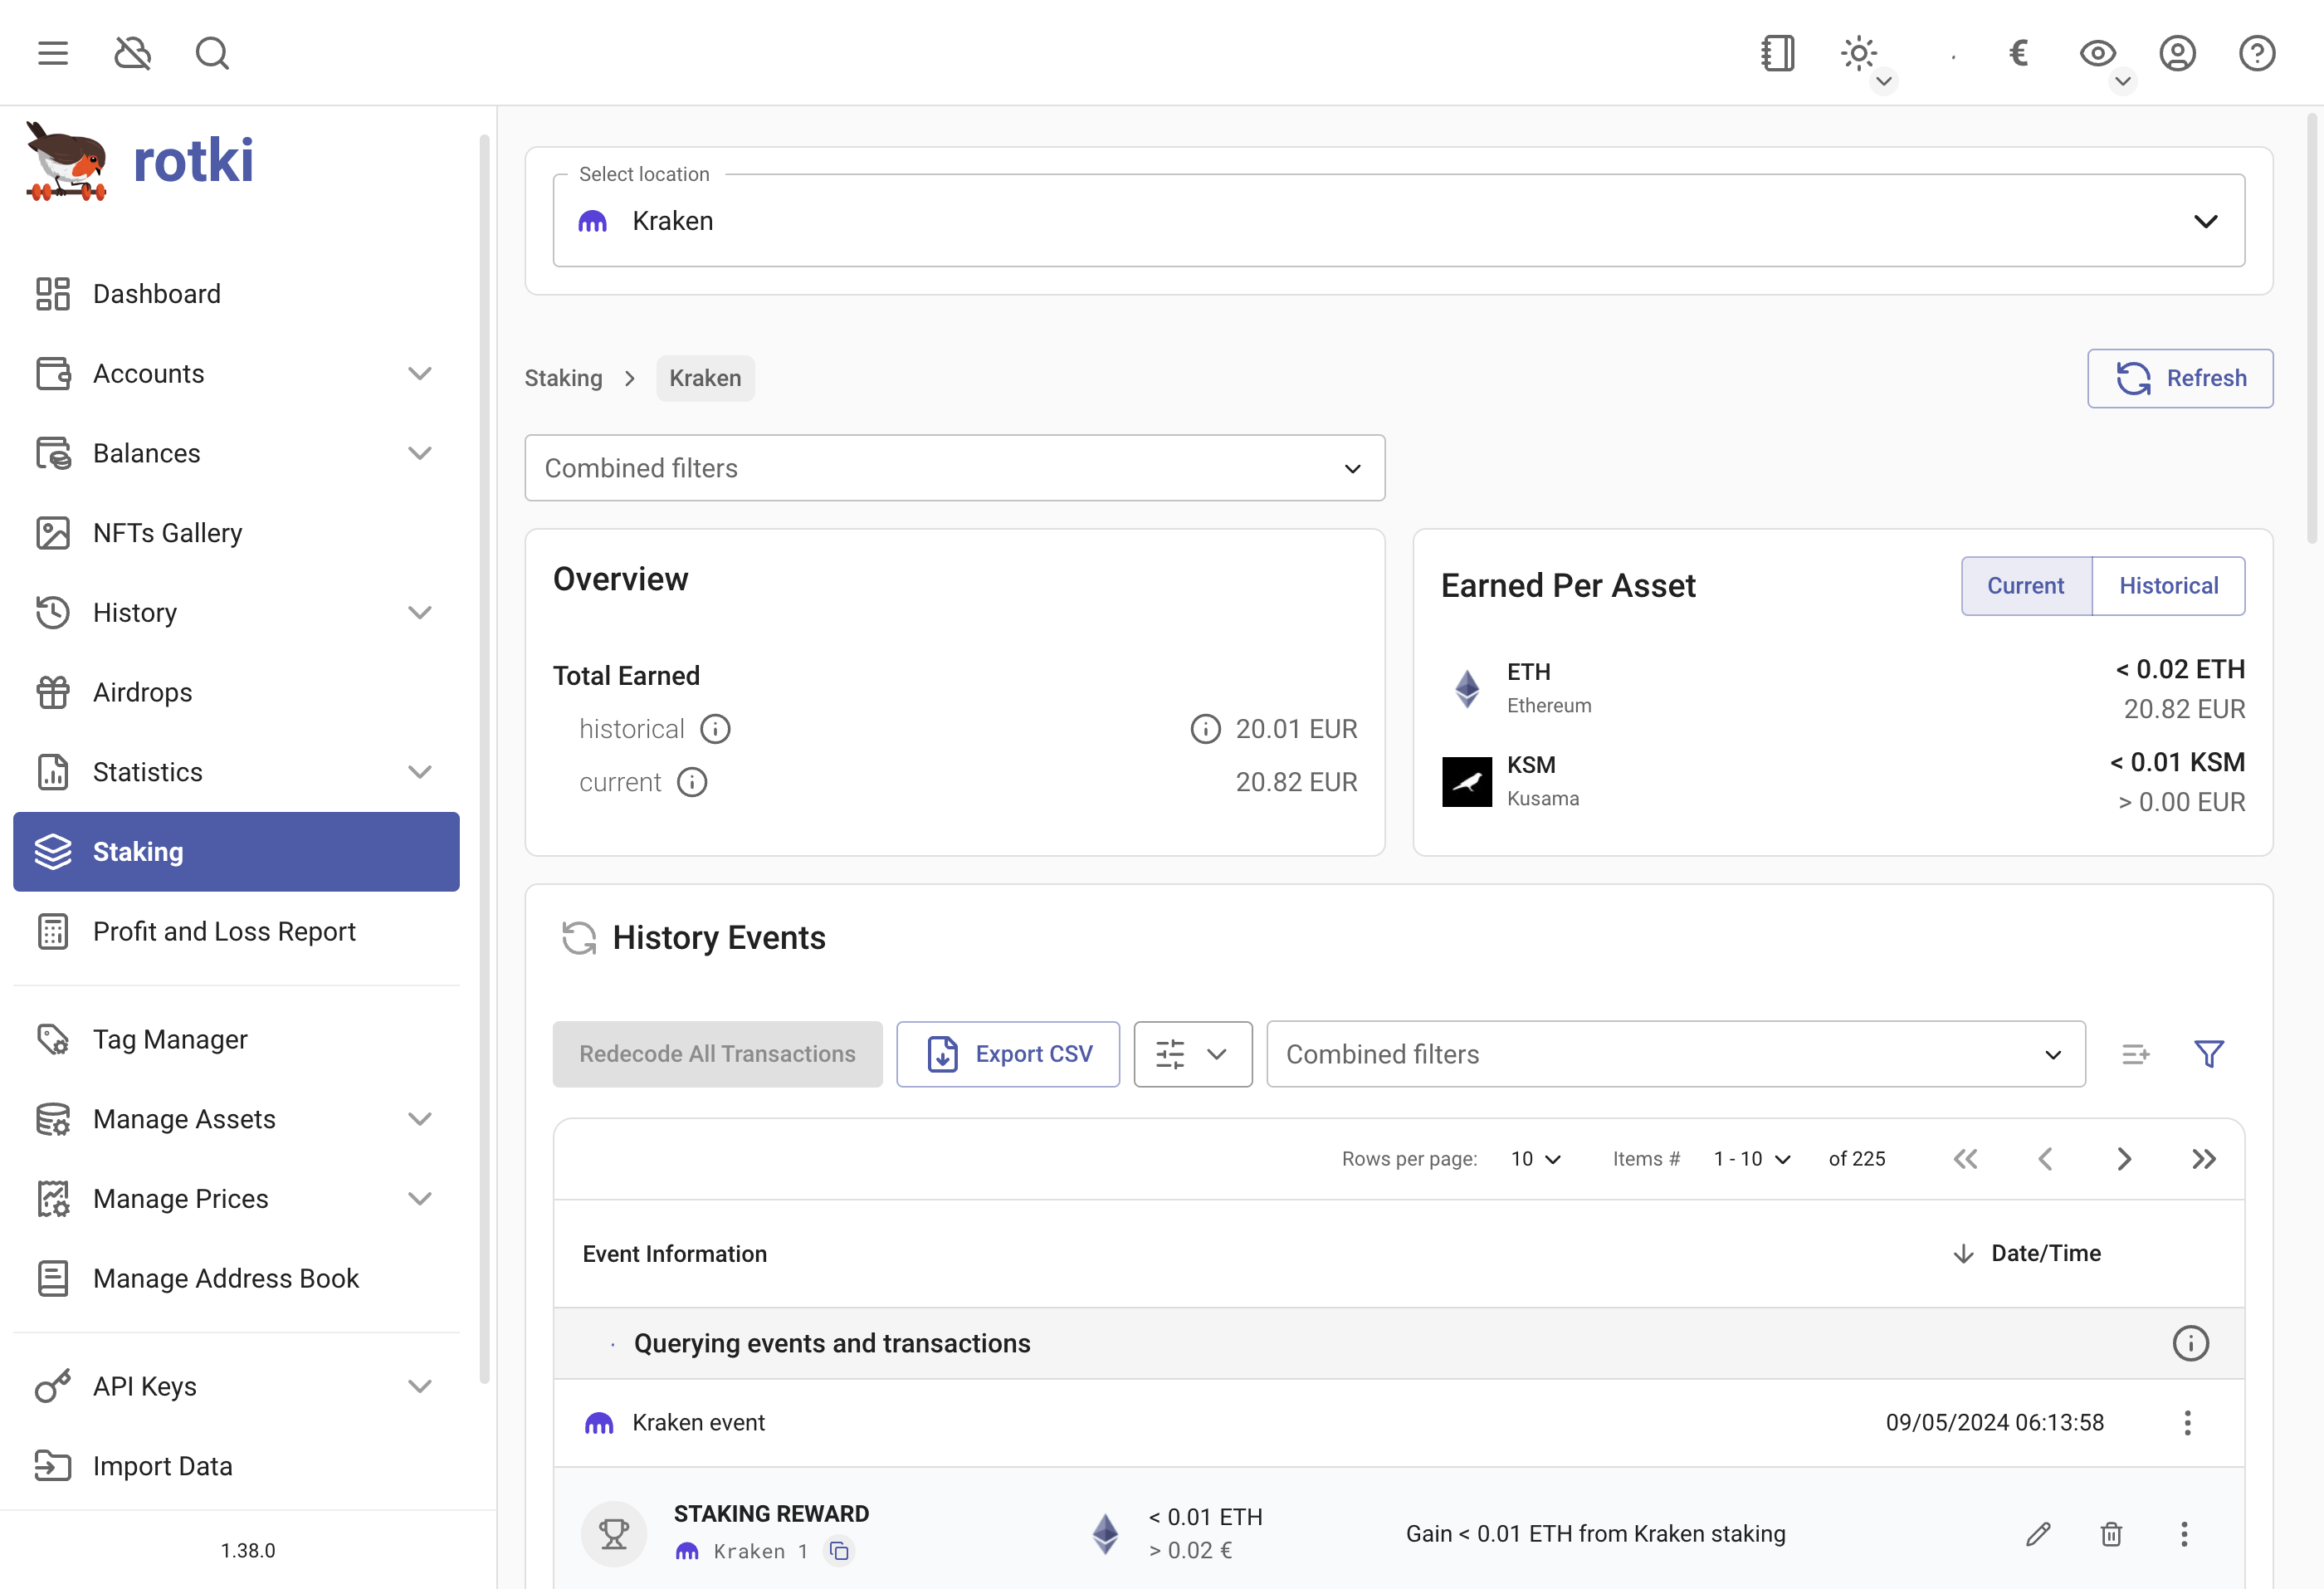 €
rotki
Dashboard
Accounts
Balances
NFTs Gallery
History
Airdrops
Statistics
Staking
Profit and Loss Report
Tag Manager
Manage Assets
Manage Prices
Manage Address Book
API Keys
Import Data
1.38.0
Select location
Kraken
Staking
Kraken
Refresh
Combined filters
Overview
Total Earned
historical 20.01 EUR
current 20.82 EUR
Earned Per Asset
Current Historical
ETH < 0.02 ETH
Ethereum 20.82 EUR
KSM < 0.01 KSM
Kusama > 0.00 EUR
History Events
Redecode All Transactions Export CSV Combined filters
Rows per page: 10 Items # 1 - 10 of 225
Event Information Date/Time
Querying events and transactions
Kraken event 09/05/2024 06:13:58
STAKING REWARD
Kraken 1
< 0.01 ETH
> 0.02 €
Gain < 0.01 ETH from Kraken staking